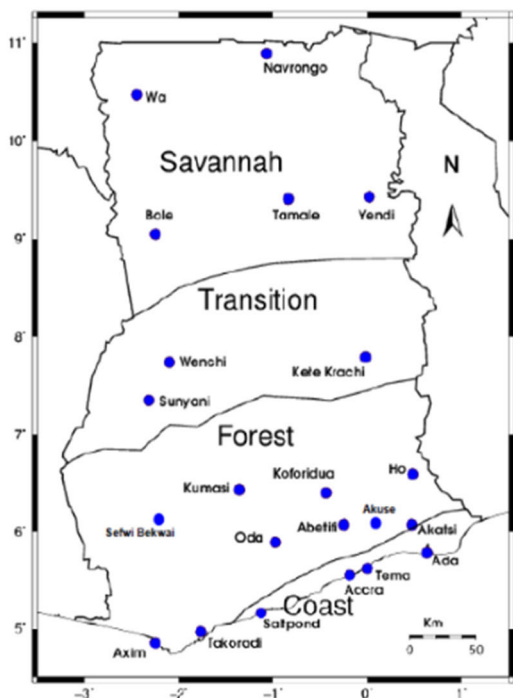 11°
Navrongo
Wa
10°
Savannah
N
Bole
Tamale
Yendi
9°
Transition
8°
Wenchi
Kete Krachi
Sunyani
7°
Forest
Ho
Koforidua
Kumasi
Akuse
Sefwi Bekwai
Abetifi
Akatsi
6°
Oda
Ada
Tema
Accra
Coast
Saltpond
Km
5°
Takoradi
0 50
Axim
−3° −2° −1° 0° 1°